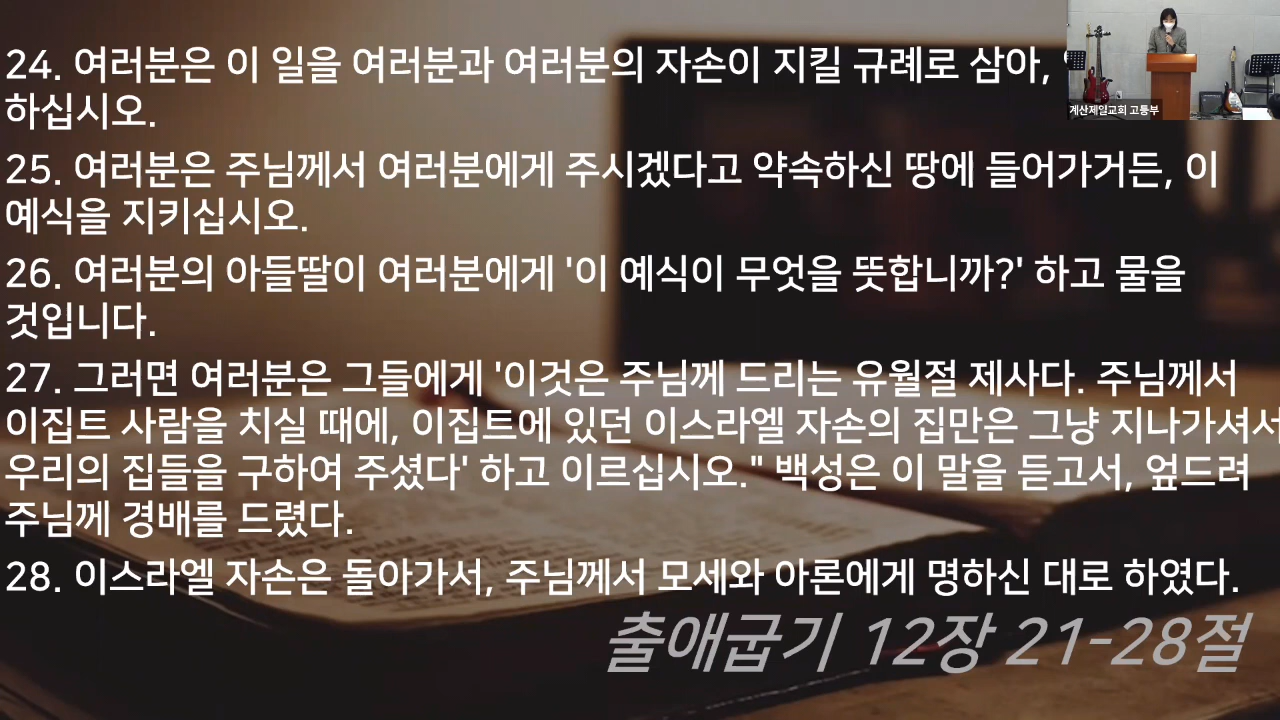 24. 여러분은 이 일을 여러분과 여러분의 자손이 지킬 규례로 삼아,
하십시오.
25. 여러분은 주님께서 여러분에게 주시겠다고 약속하신 땅에 들어가거든, 이
예식을 지키십시오.
26. 여러분의 아들딸이 여러분에게 '이 예식이 무엇을 뜻합니까?' 하고 물을
것입니다.
27. 그러면 여러분은 그들에게 '이것은 주님께 드리는 유월절 제사다. 주님께서
이집트 사람을 치실 때에, 이집트에 있던 이스라엘 자손의 집만은 그냥 지나가셔서
우리의 집들을 구하여 주셨다' 하고 이르십시오." 백성은 이 말을 듣고서, 엎드려
주님께 경배를 드렸다.
28. 이스라엘 자손은 돌아가서, 주님께서 모세와 아론에게 명하신 대로 하였다.
출애굽기 12장 21-28절
계산제일교회 고등부